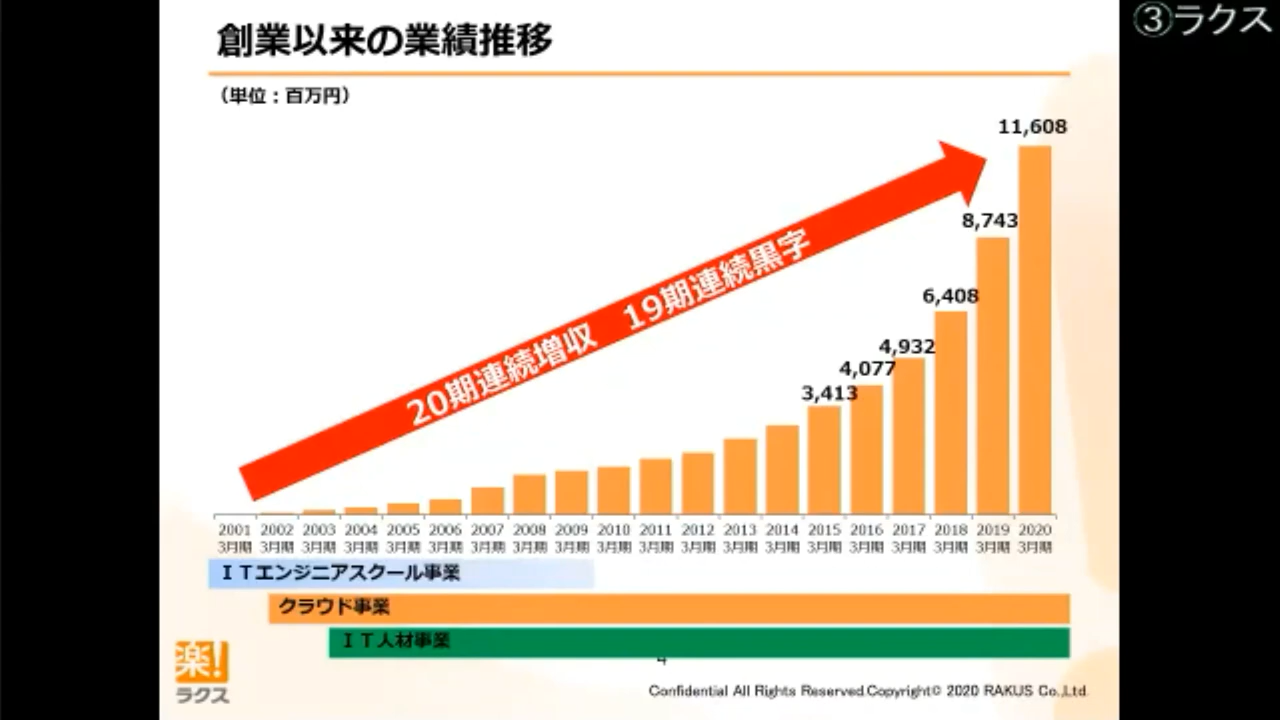 ③ラクス
創業以来の業績推移
（単位：百万円）
11,608
8,743
6,408
4,932
4,077
3,413
20期連続増収　19期連続黒字
2001 2002 2003 2004 2005 2006 2007 2008 2009 2010 2011 2012 2013 2014 2015 2016 2017 2018 2019 2020
3月期 3月期 3月期 3月期 3月期 3月期 3月期 3月期 3月期 3月期 3月期 3月期 3月期 3月期 3月期 3月期 3月期 3月期 3月期 3月期
ＩＴエンジニアスクール事業
クラウド事業
ＩＴ人材事業
楽!
ラクス
4
Confidential All Rights Reserved.Copyright© 2020 RAKUS Co.,Ltd.